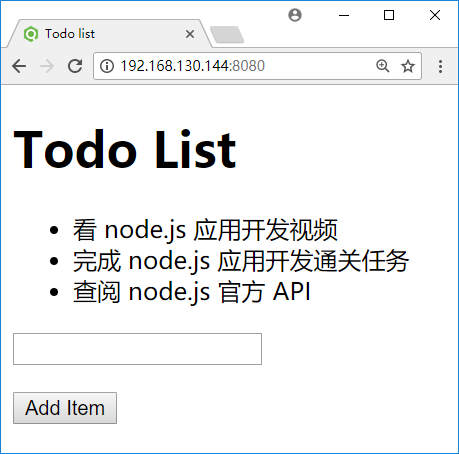 Todo list
192.168.130.144:8080
Todo List
看 node.js 应用开发视频
完成 node.js 应用开发通关任务
查阅 node.js 官方 API
Add Item